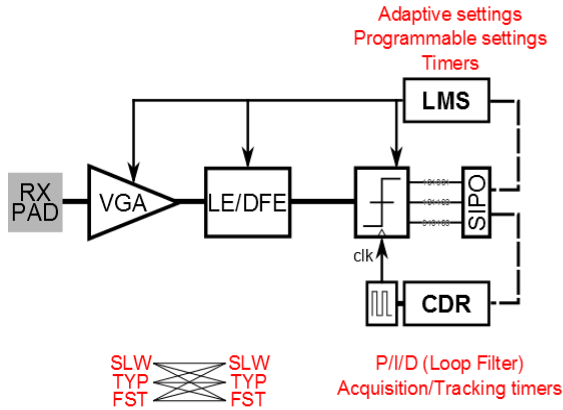 Adaptive settings
Programmable settings
Timers
LMS
RX
PAD
VGA
LE/DFE
SIPO
clk
CDR
SLW SLW
TYP TYP
FST FST
P/I/D (Loop Filter)
Acquisition/Tracking timers